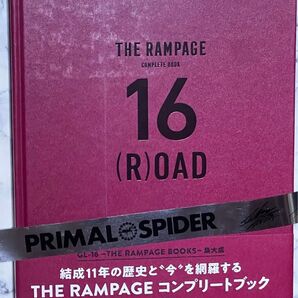 THE RAMPAGE
COMPLETE BOOK
16
(R)OAD
PRIMAL SPIDER
GL-16 ~THE RAMPAGE BOOKS~ 集大成
結成11年の歴史と“今”を網羅する
THE RAMPAGE コンプリートブック